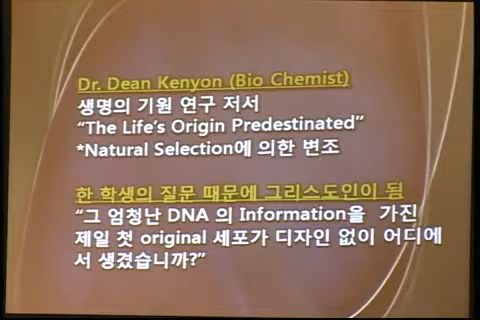 Dr. Dean Kenyon (Bio Chemist)
생명의 기원 연구 저서
“The Life’s Origin Predestinated”
*Natural Selection에 의한 변조
한 학생의 질문 때문에 그리스도인이 됨
“그 엄청난 DNA 의 Information을 가진
제일 첫 original 세포가 디자인 없이 어디에
서 생겼습니까?”